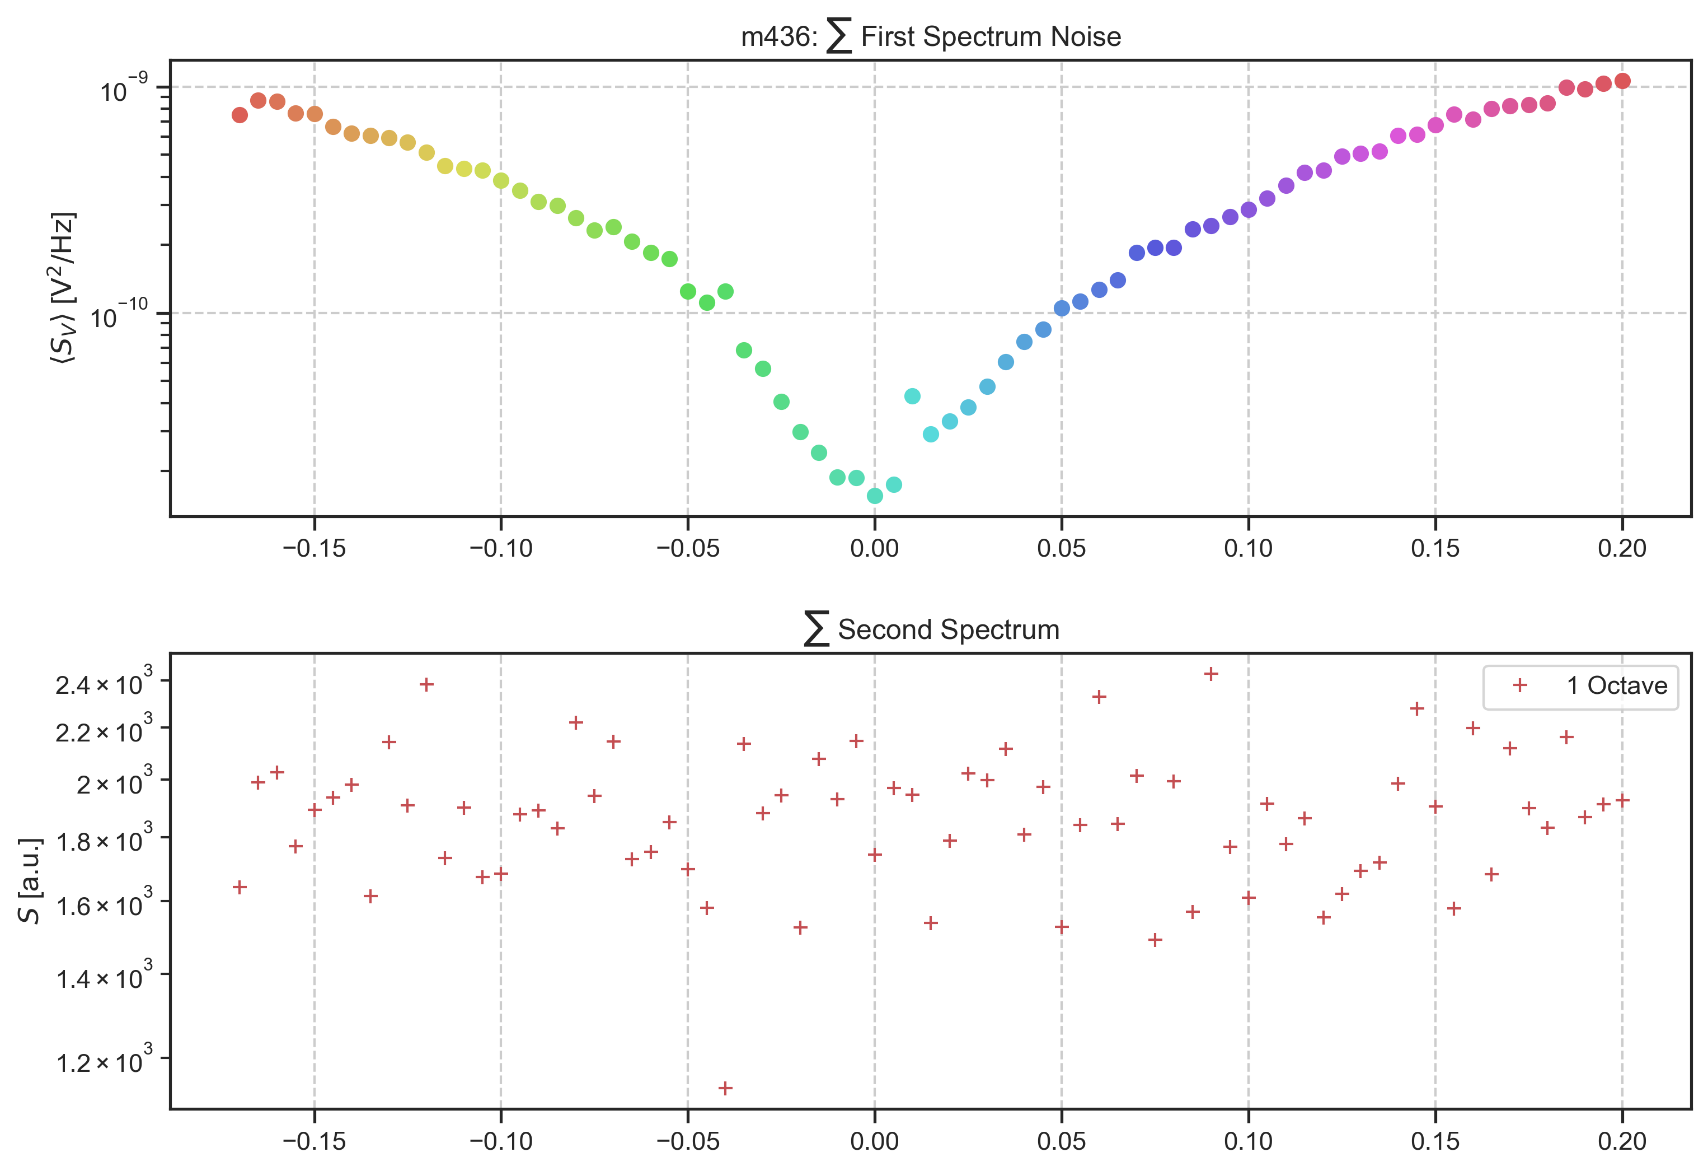 m436: ∑ First Spectrum Noise
⟨S_V⟩ [V²/Hz]
10⁻⁹
10⁻¹⁰
−0.15 −0.10 −0.05 0.00 0.05 0.10 0.15 0.20
∑ Second Spectrum
S [a.u.]
2.4 × 10³
2.2 × 10³
2 × 10³
1.8 × 10³
1.6 × 10³
1.4 × 10³
1.2 × 10³
1 Octave
−0.15 −0.10 −0.05 0.00 0.05 0.10 0.15 0.20